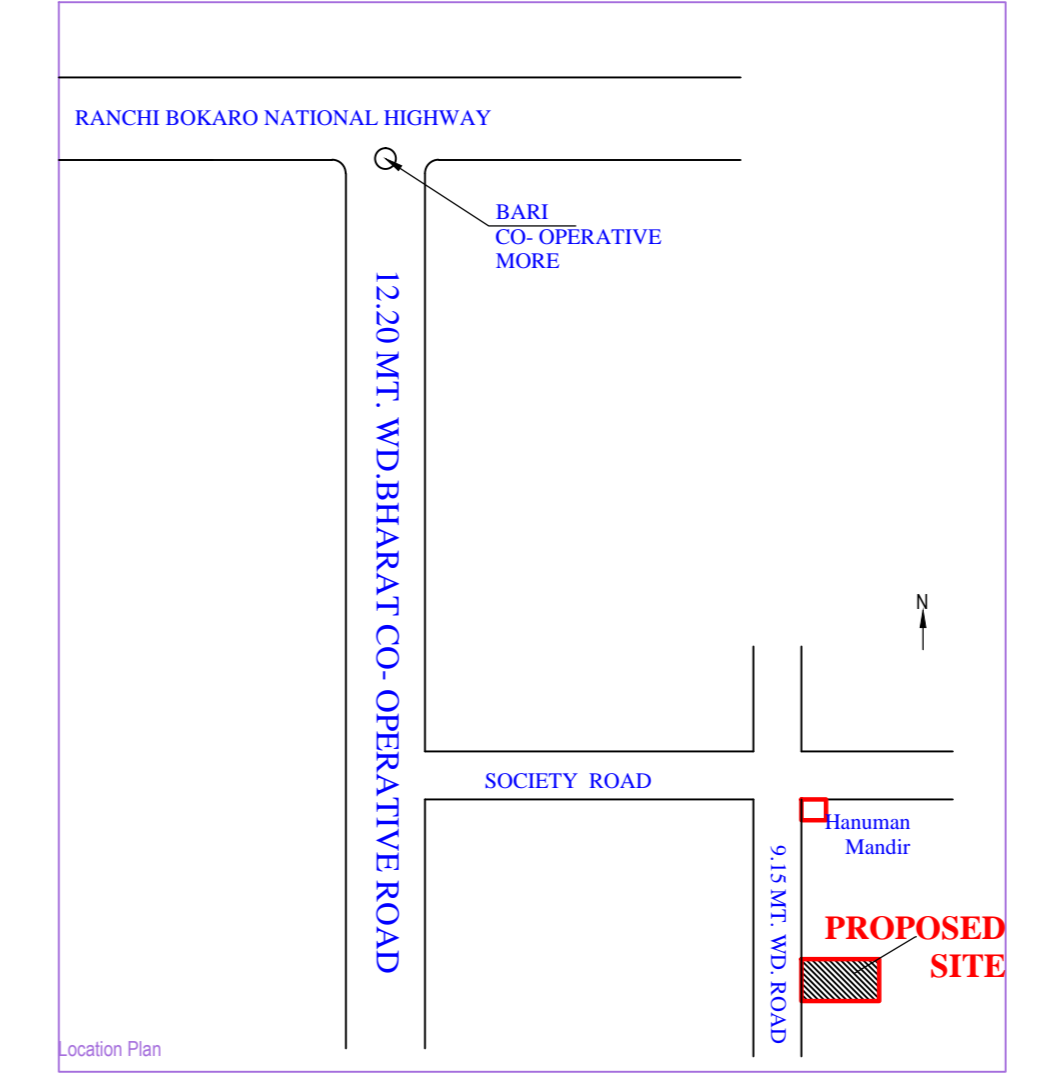 RANCHI BOKARO NATIONAL HIGHWAY
BARI
CO- OPERATIVE
MORE
12.20 MT. WD.BHARAT CO- OPERATIVE ROAD
N
SOCIETY ROAD
Hanuman
Mandir
9.15 MT. WD. ROAD
PROPOSED
SITE
Location Plan